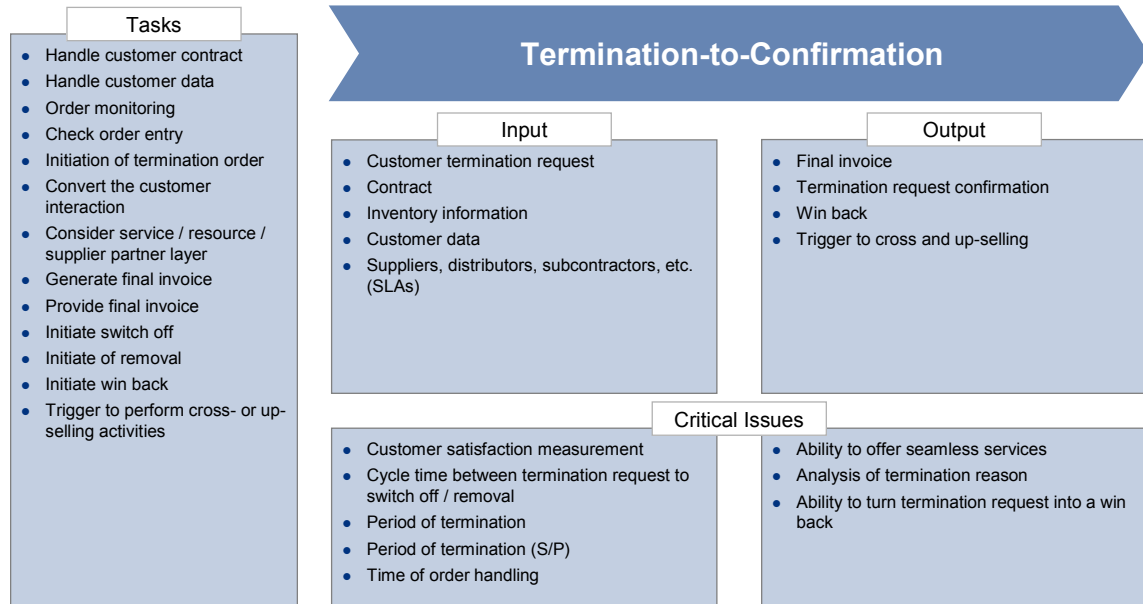 Tasks
Handle customer contract
Handle customer data
Order monitoring
Check order entry
Initiation of termination order
Convert the customer
interaction
Consider service / resource /
supplier partner layer
Generate final invoice
Provide final invoice
Initiate switch off
Initiate of removal
Initiate win back
Trigger to perform cross- or up-
selling activities
Termination-to-Confirmation
Input
Customer termination request
Contract
Inventory information
Customer data
Suppliers, distributors, subcontractors, etc.
(SLAs)
Output
Final invoice
Termination request confirmation
Win back
Trigger to cross and up-selling
Critical Issues
Customer satisfaction measurement
Cycle time between termination request to
switch off / removal
Period of termination
Period of termination (S/P)
Time of order handling
Ability to offer seamless services
Analysis of termination reason
Ability to turn termination request into a win
back